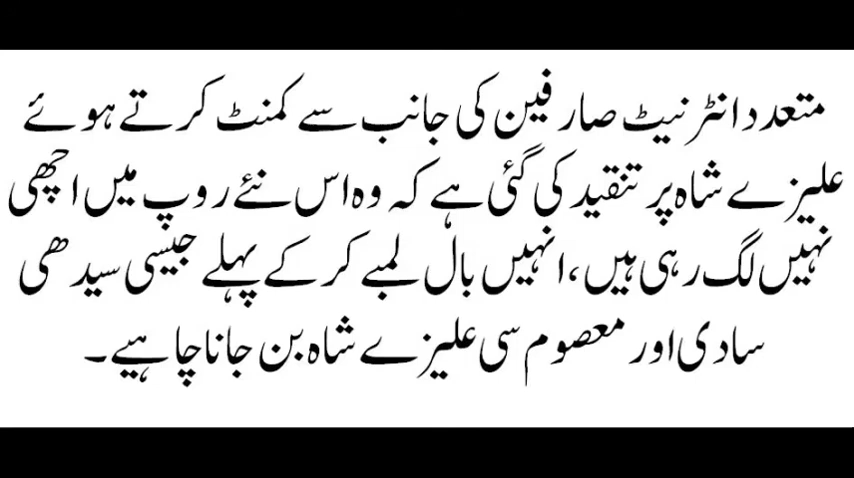 متعدد انٹرنیٹ صارفین کی جانب سے کمنٹ کرتے ہوئے
علیزے شاہ پر تنقید کی گئی ہے کہ وہ اس نئے روپ میں اچھی
نہیں لگ رہی ہیں، انہیں بال لمبے کر کے پہلے جیسی سیدھی
سادی اور معصوم سی علیزے شاہ بن جانا چاہیے۔